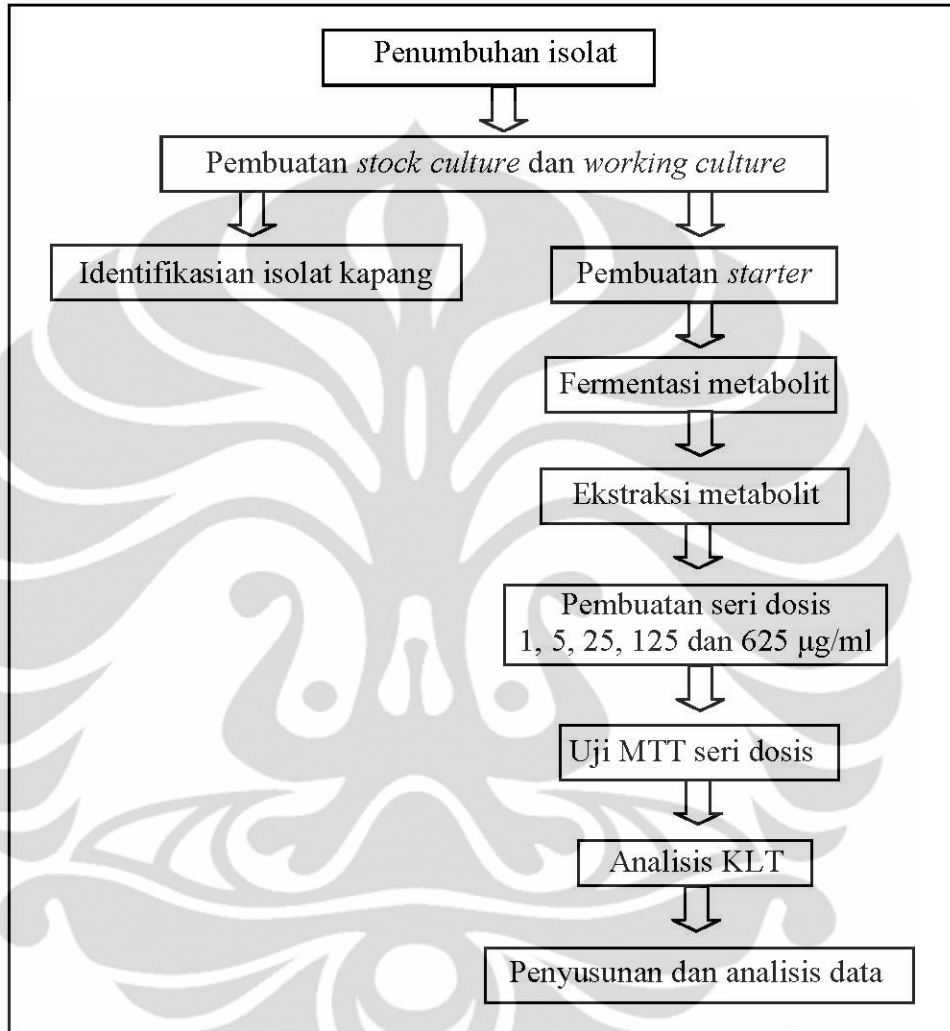 Penumbuhan isolat
Pembuatan stock culture dan working culture
Identifikasian isolat kapang
Pembuatan starter
Fermentasi metabolit
Ekstraksi metabolit
Pembuatan seri dosis
1, 5, 25, 125 dan 625 µg/ml
Uji MTT seri dosis
Analisis KLT
Penyusunan dan analisis data